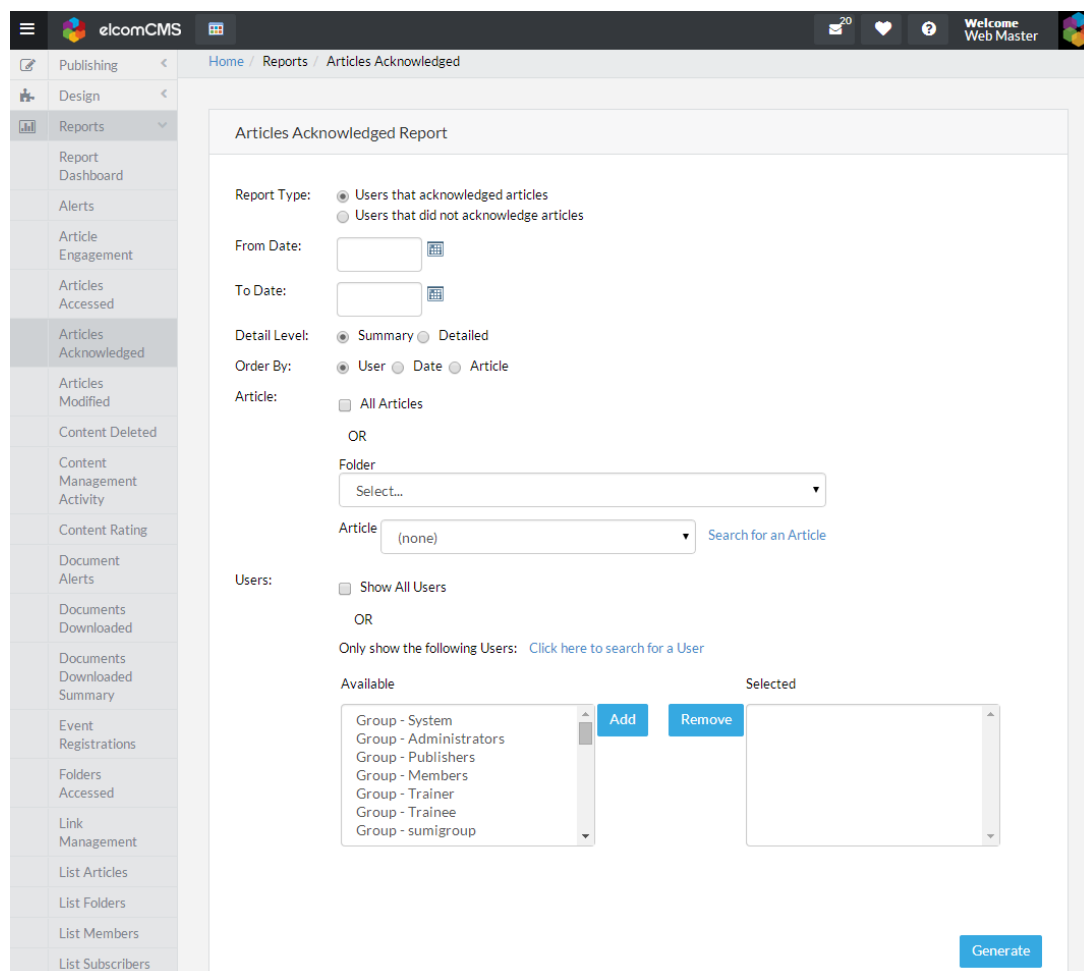 elcomCMS
20
Welcome
Web Master
Publishing
Design
Reports
Report
Dashboard
Alerts
Article
Engagement
Articles
Accessed
Articles
Acknowledged
Articles
Modified
Content Deleted
Content
Management
Activity
Content Rating
Document
Alerts
Documents
Downloaded
Documents
Downloaded
Summary
Event
Registrations
Folders
Accessed
Link
Management
List Articles
List Folders
List Members
List Subscribers
Home / Reports / Articles Acknowledged
Articles Acknowledged Report
Report Type: Users that acknowledged articles
Users that did not acknowledge articles
From Date:
To Date:
Detail Level: Summary Detailed
Order By: User Date Article
Article: All Articles
OR
Folder
Select...
Article (none) Search for an Article
Users: Show All Users
OR
Only show the following Users: Click here to search for a User
Available Selected
Group - System
Group - Administrators
Group - Publishers
Group - Members
Group - Trainer
Group - Trainee
Group - sumigroup
Add Remove
Generate